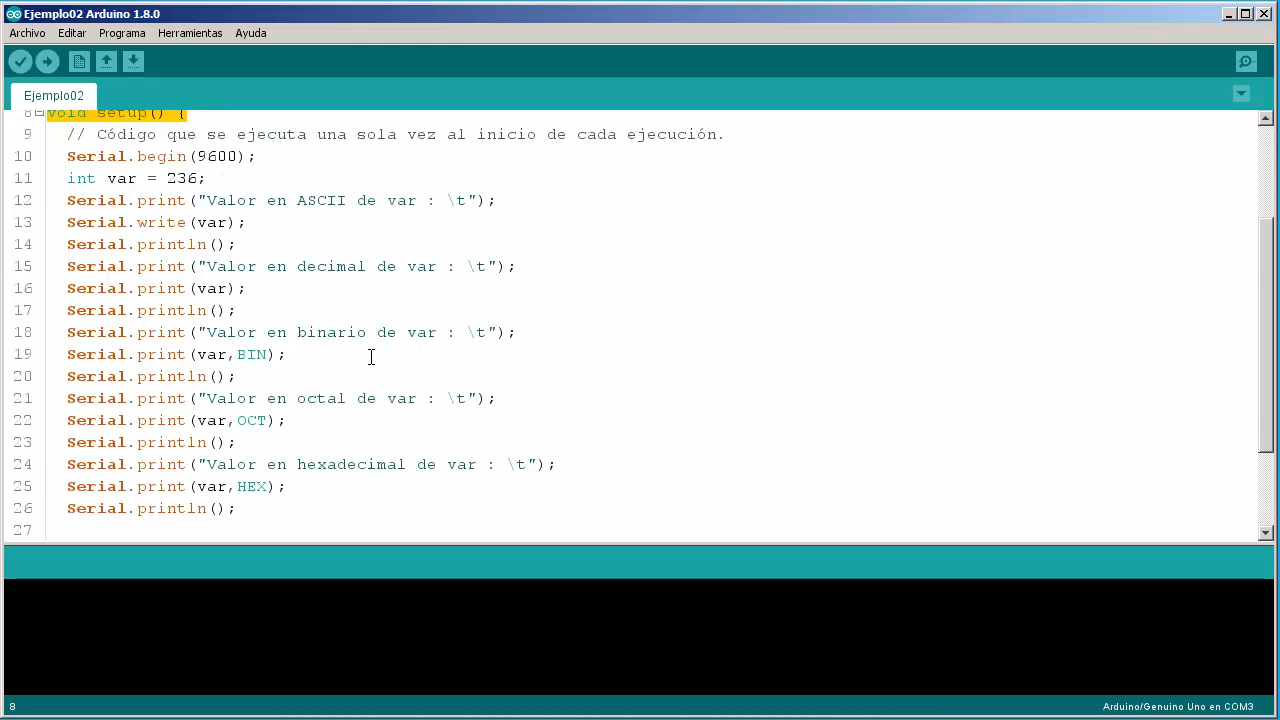 Ejemplo02 Arduino 1.8.0
Archivo Editar Programa Herramientas Ayuda
Ejemplo02
8 void setup() {
9 // Código que se ejecuta una sola vez al inicio de cada ejecución.
10 Serial.begin(9600);
11 int var = 236;
12 Serial.print("Valor en ASCII de var : \t");
13 Serial.write(var);
14 Serial.println();
15 Serial.print("Valor en decimal de var : \t");
16 Serial.print(var);
17 Serial.println();
18 Serial.print("Valor en binario de var : \t");
19 Serial.print(var,BIN);
20 Serial.println();
21 Serial.print("Valor en octal de var : \t");
22 Serial.print(var,OCT);
23 Serial.println();
24 Serial.print("Valor en hexadecimal de var : \t");
25 Serial.print(var,HEX);
26 Serial.println();
27
8 Arduino/Genuino Uno en COM3